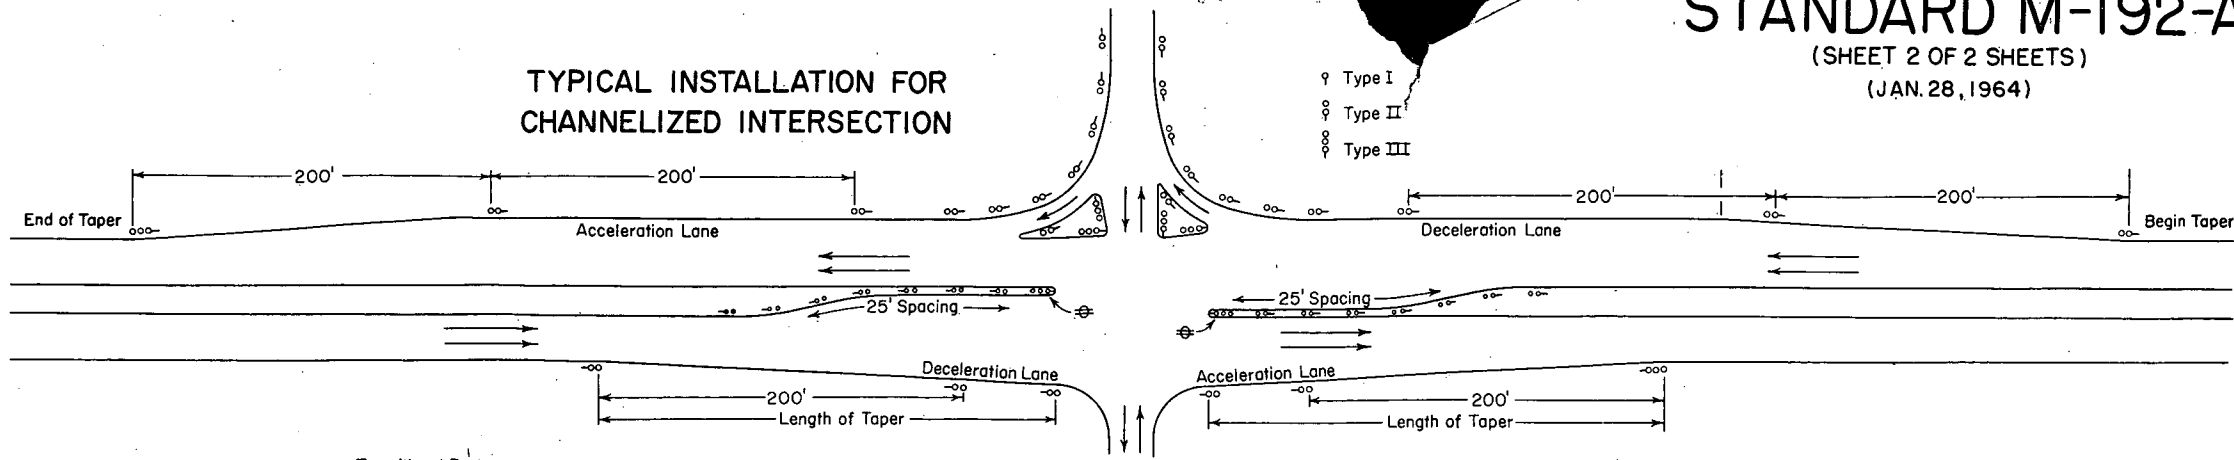 STANDARD M-192-A
(SHEET 2 OF 2 SHEETS)
(JAN. 28, 1964)
TYPICAL INSTALLATION FOR
CHANNELIZED INTERSECTION
Type I
Type II
Type III
200'
200'
200'
200'
End of Taper
Acceleration Lane
Deceleration Lane
Begin Taper
25' Spacing
25' Spacing
Deceleration Lane
Acceleration Lane
200'
200'
Length of Taper
Length of Taper